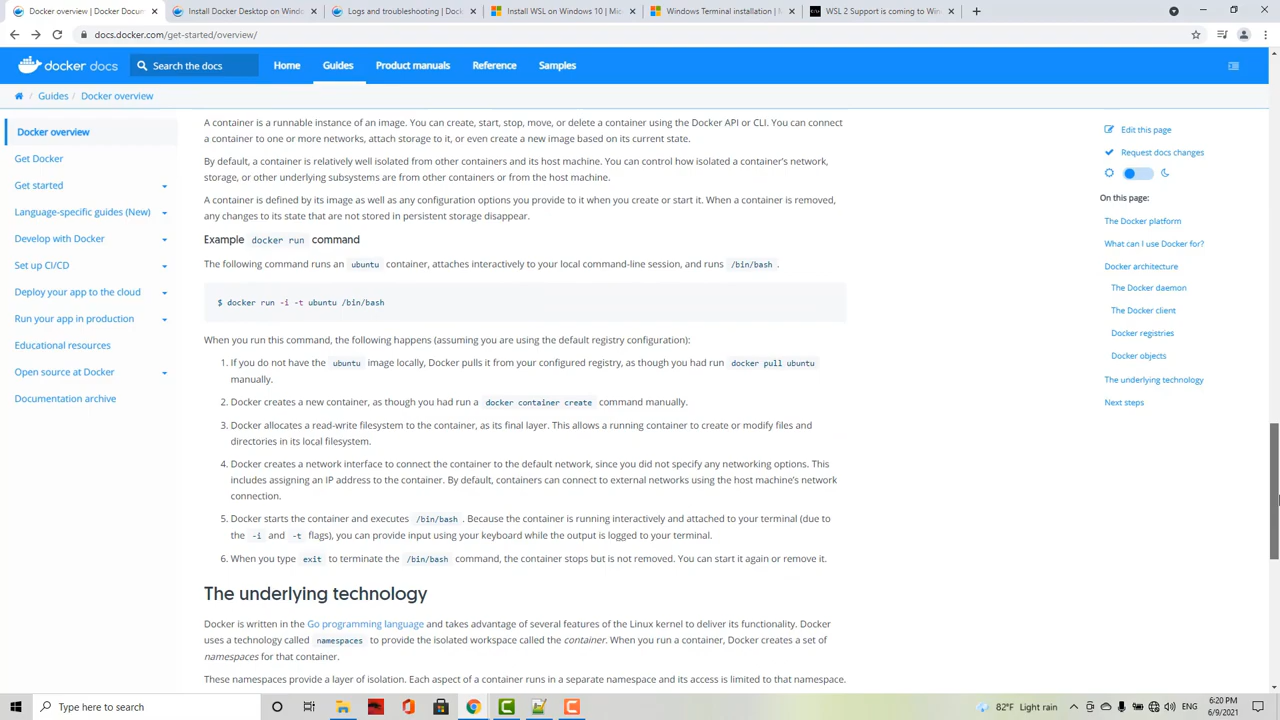 Docker overview | Docker Docum
Install Docker Desktop on Windo
Logs and troubleshooting | Dock
Install WSL on Windows 10 | Mic
Windows Terminal installation | M
WSL 2 Support is coming to Win
docs.docker.com/get-started/overview/
docker docs
Search the docs
Home
Guides
Product manuals
Reference
Samples
/ Guides / Docker overview
Docker overview
Get Docker
Get started
Language-specific guides (New)
Develop with Docker
Set up CI/CD
Deploy your app to the cloud
Run your app in production
Educational resources
Open source at Docker
Documentation archive
A container is a runnable instance of an image. You can create, start, stop, move, or delete a container using the Docker API or CLI. You can connect
a container to one or more networks, attach storage to it, or even create a new image based on its current state.
By default, a container is relatively well isolated from other containers and its host machine. You can control how isolated a container's network,
storage, or other underlying subsystems are from other containers or from the host machine.
A container is defined by its image as well as any configuration options you provide to it when you create or start it. When a container is removed,
any changes to its state that are not stored in persistent storage disappear.
Example docker run command
The following command runs an ubuntu container, attaches interactively to your local command-line session, and runs /bin/bash .
$ docker run -i -t ubuntu /bin/bash
When you run this command, the following happens (assuming you are using the default registry configuration):
1. If you do not have the ubuntu image locally, Docker pulls it from your configured registry, as though you had run docker pull ubuntu
manually.
2. Docker creates a new container, as though you had run a docker container create command manually.
3. Docker allocates a read-write filesystem to the container, as its final layer. This allows a running container to create or modify files and
directories in its local filesystem.
4. Docker creates a network interface to connect the container to the default network, since you did not specify any networking options. This
includes assigning an IP address to the container. By default, containers can connect to external networks using the host machine's network
connection.
5. Docker starts the container and executes /bin/bash . Because the container is running interactively and attached to your terminal (due to
the -i and -t flags), you can provide input using your keyboard while the output is logged to your terminal.
6. When you type exit to terminate the /bin/bash command, the container stops but is not removed. You can start it again or remove it.
The underlying technology
Docker is written in the Go programming language and takes advantage of several features of the Linux kernel to deliver its functionality. Docker
uses a technology called namespaces to provide the isolated workspace called the container. When you run a container, Docker creates a set of
namespaces for that container.
These namespaces provide a layer of isolation. Each aspect of a container runs in a separate namespace and its access is limited to that namespace.
Edit this page
Request docs changes
On this page:
The Docker platform
What can I use Docker for?
Docker architecture
The Docker daemon
The Docker client
Docker registries
Docker objects
The underlying technology
Next steps
Type here to search
82°F Light rain
ENG
6:20 PM
6/9/2021